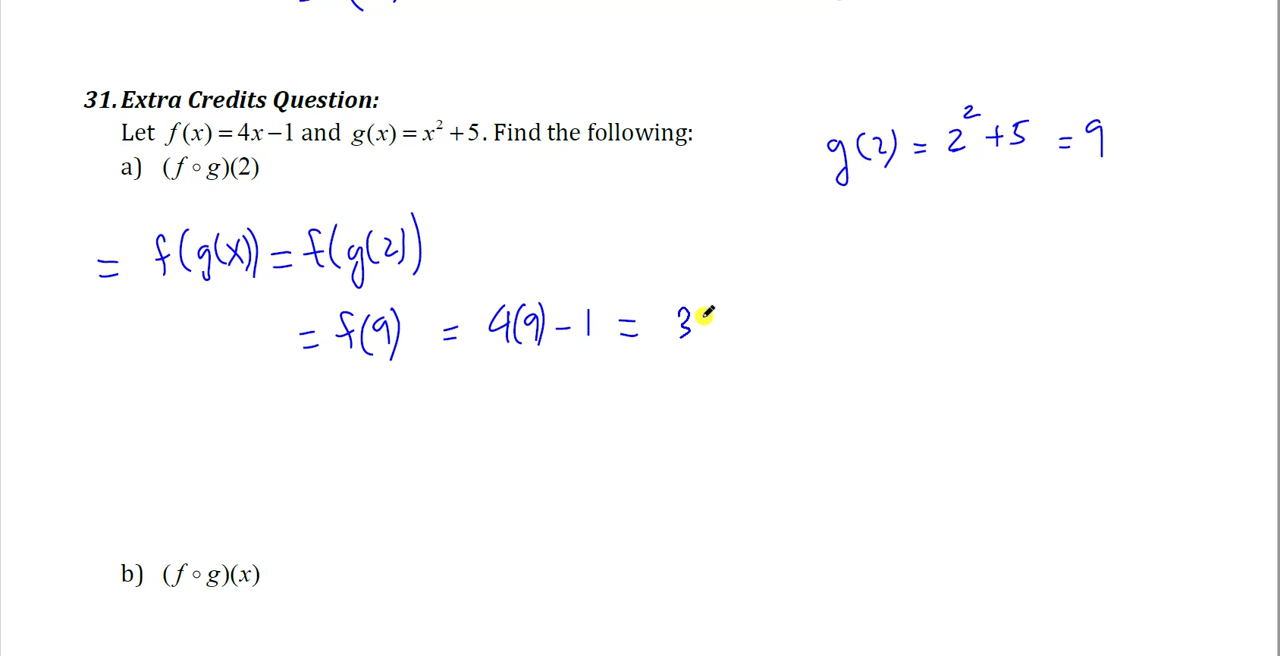 31. Extra Credits Question:
Let f(x) = 4x − 1 and g(x) = x² + 5. Find the following:
a) (f ∘ g)(2)
g(2) = 2² + 5 = 9
= f(g(x)) = f(g(2))
= f(9) = 4(9) − 1 = 3
b) (f ∘ g)(x)